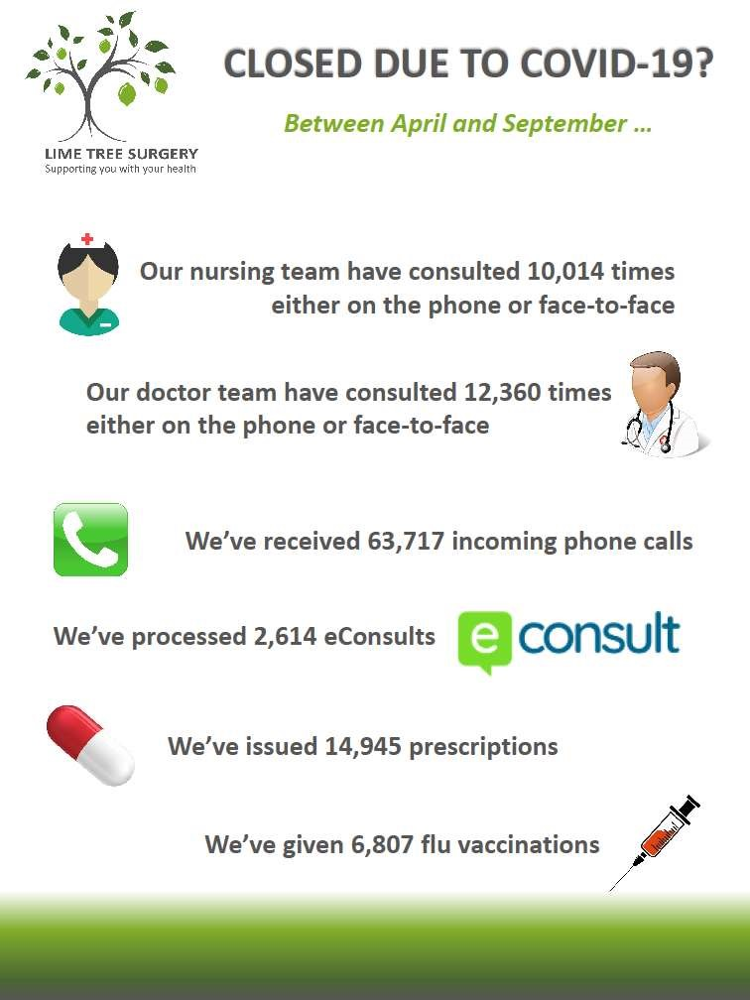 CLOSED DUE TO COVID-19?
Between April and September ...
LIME TREE SURGERY
Supporting you with your health
Our nursing team have consulted 10,014 times
either on the phone or face-to-face
Our doctor team have consulted 12,360 times
either on the phone or face-to-face
We’ve received 63,717 incoming phone calls
We’ve processed 2,614 eConsults
e consult
We’ve issued 14,945 prescriptions
We’ve given 6,807 flu vaccinations